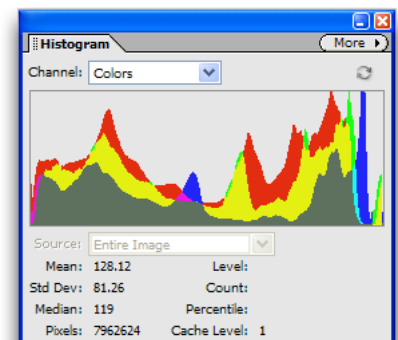 Histogram More
Channel: Colors
Source: Entire Image
Mean: 128.12 Level:
Std Dev: 81.26 Count:
Median: 119 Percentile:
Pixels: 7962624 Cache Level: 1